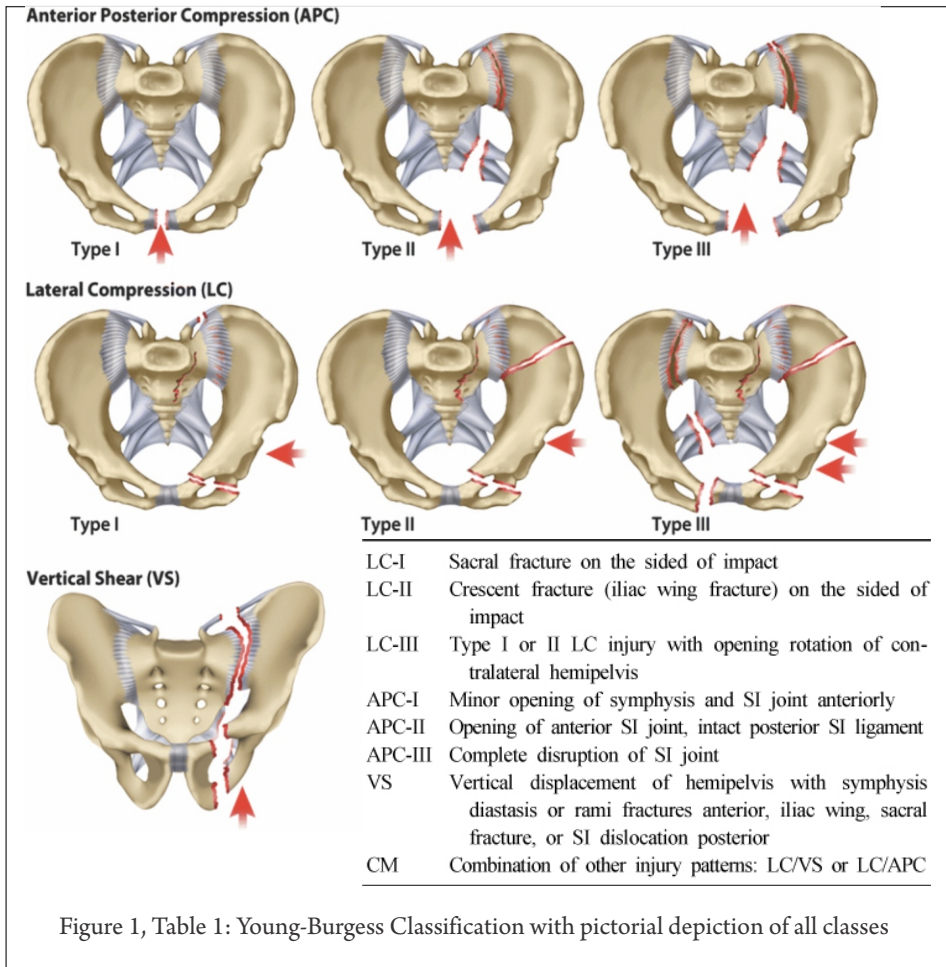 Anterior Posterior Compression (APC)
Type I
Type II
Type III
Lateral Compression (LC)
Type I
Type II
Type III
Vertical Shear (VS)
LC-I Sacral fracture on the sided of impact
LC-II Crescent fracture (iliac wing fracture) on the sided of
impact
LC-III Type I or II LC injury with opening rotation of con-
tralateral hemipelvis
APC-I Minor opening of symphysis and SI joint anteriorly
APC-II Opening of anterior SI joint, intact posterior SI ligament
APC-III Complete disruption of SI joint
VS Vertical displacement of hemipelvis with symphysis
diastasis or rami fractures anterior, iliac wing, sacral
fracture, or SI dislocation posterior
CM Combination of other injury patterns: LC/VS or LC/APC
Figure 1, Table 1: Young-Burgess Classification with pictorial depiction of all classes